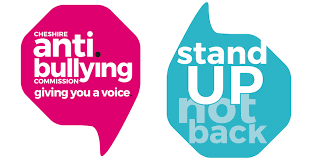 CHESHIRE
anti.
bullying
COMMISSION
giving you a voice
stand
UP
not
back